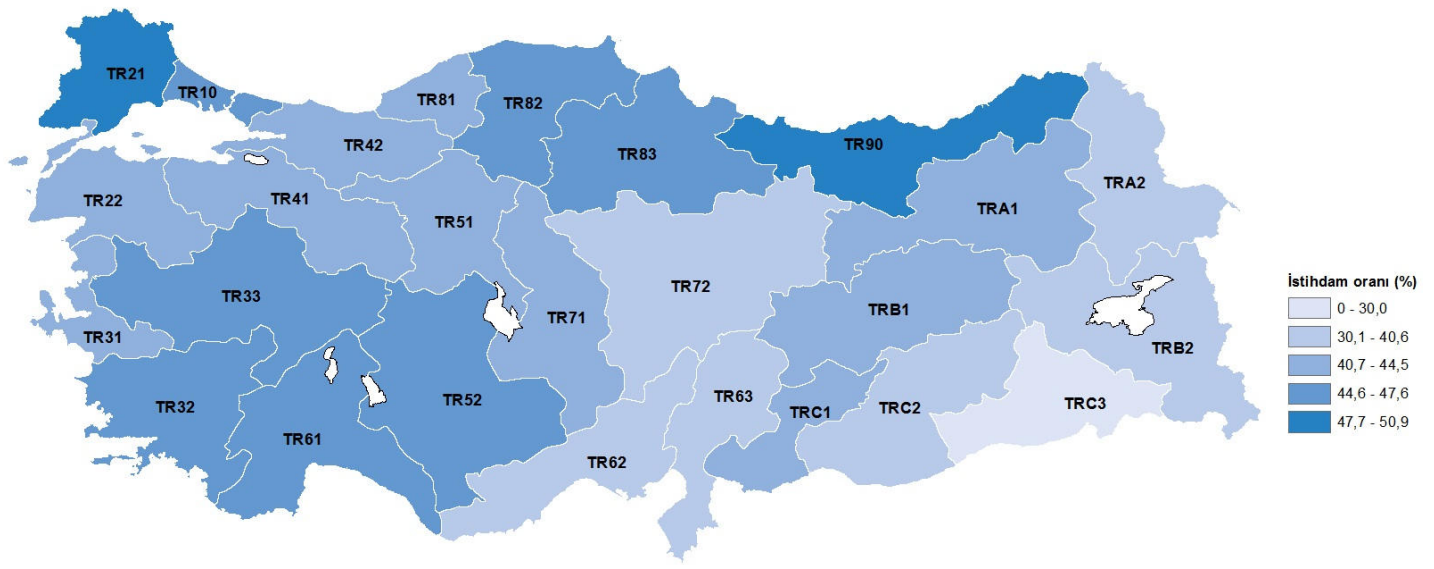 TR21
TR10
TR81
TR82
TR42
TR83
TR90
TRA2
TR22
TR41
TR51
TRA1
TR33
TR72
TR71
TRB1
TR31
TRB2
TR32
TR52
TR63
TRC1
TRC2
TRC3
TR61
TR62
İstihdam oranı (%)
0 - 30,0
30,1 - 40,6
40,7 - 44,5
44,6 - 47,6
47,7 - 50,9